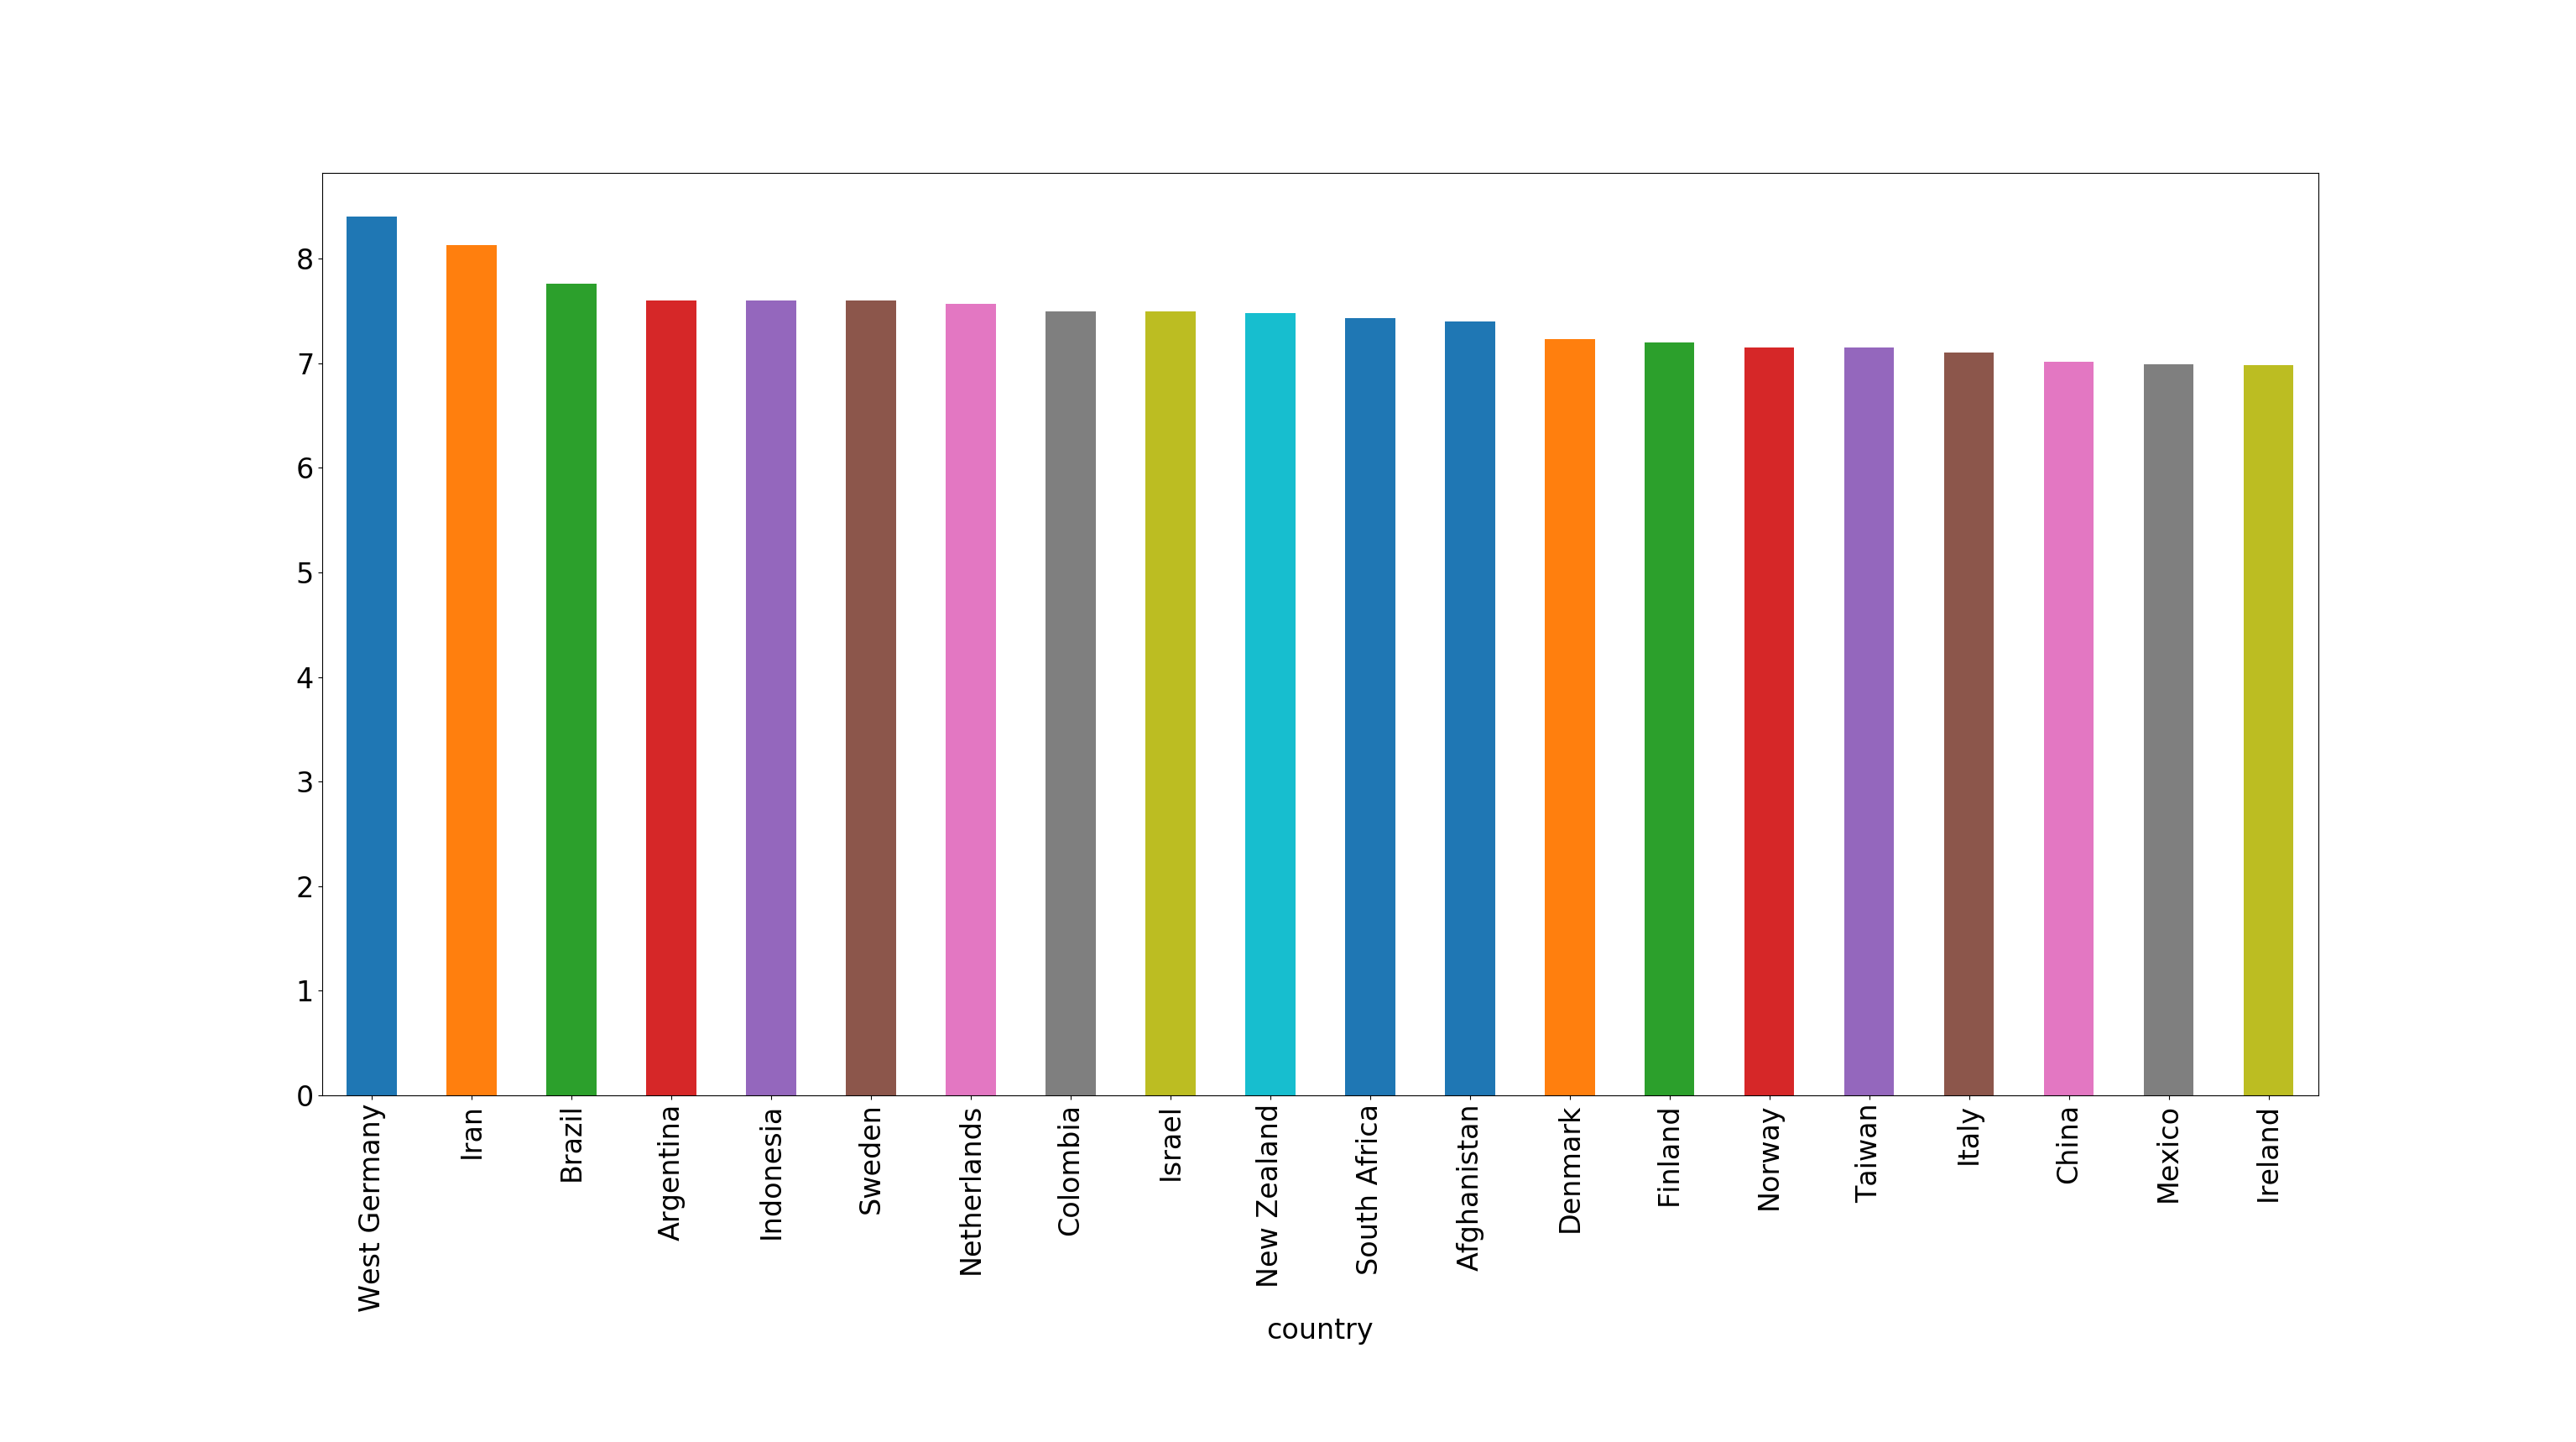 8
7
6
5
4
3
2
1
0
West Germany
Iran
Brazil
Argentina
Indonesia
Sweden
Netherlands
Colombia
Israel
New Zealand
South Africa
Afghanistan
Denmark
Finland
Norway
Taiwan
Italy
China
Mexico
Ireland
country